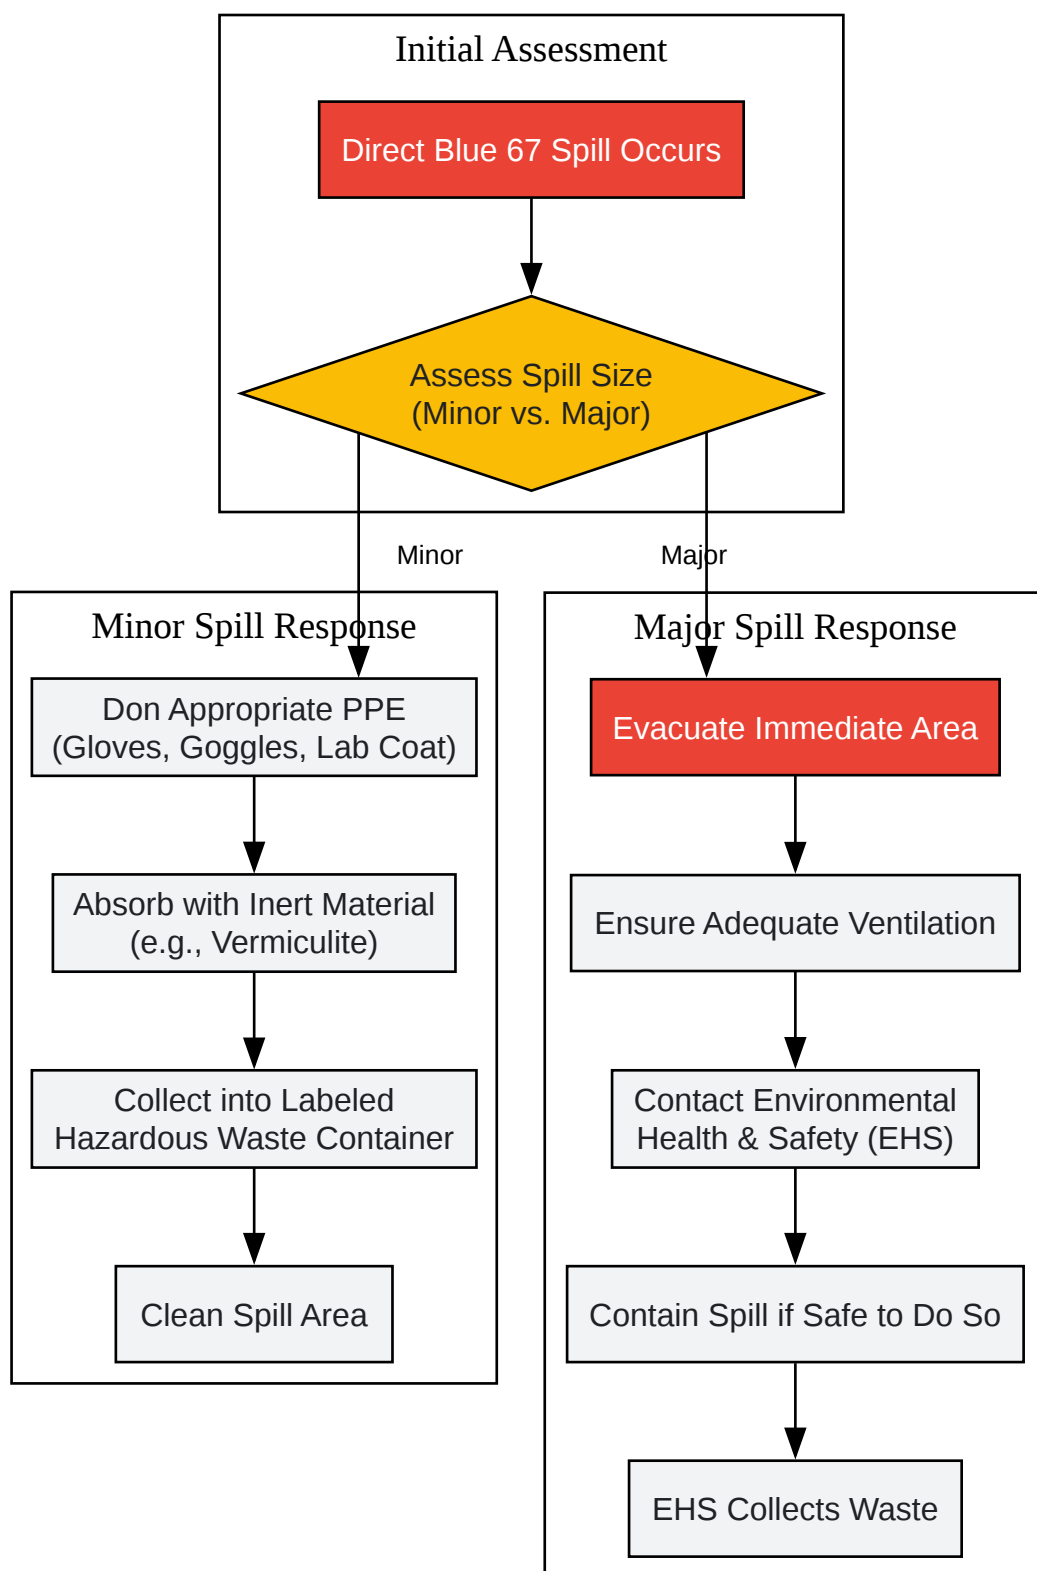 Initial Assessment
Direct Blue 67 Spill Occurs
Assess Spill Size
(Minor vs. Major)
Minor
Major
Minor Spill Response
Don Appropriate PPE
(Gloves, Goggles, Lab Coat)
Absorb with Inert Material
(e.g., Vermiculite)
Collect into Labeled
Hazardous Waste Container
Clean Spill Area
Major Spill Response
Evacuate Immediate Area
Ensure Adequate Ventilation
Contact Environmental
Health & Safety (EHS)
Contain Spill if Safe to Do So
EHS Collects Waste